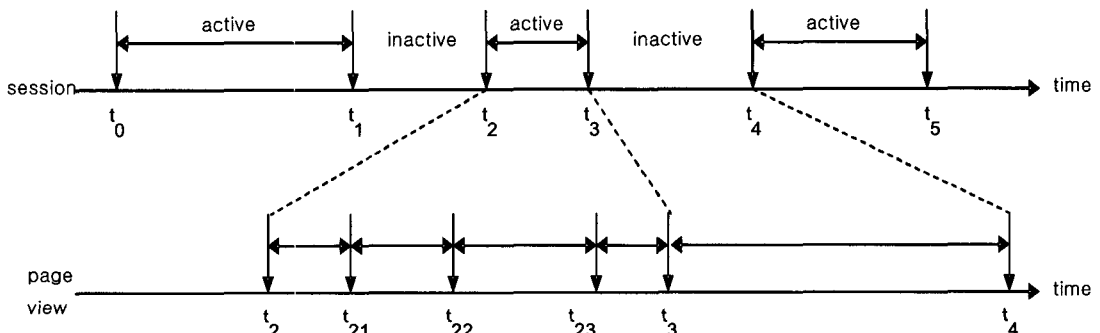 active inactive active inactive active
session time
t0 t1 t2 t3 t4 t5
page
view time
t2 t21 t22 t23 t3 t4